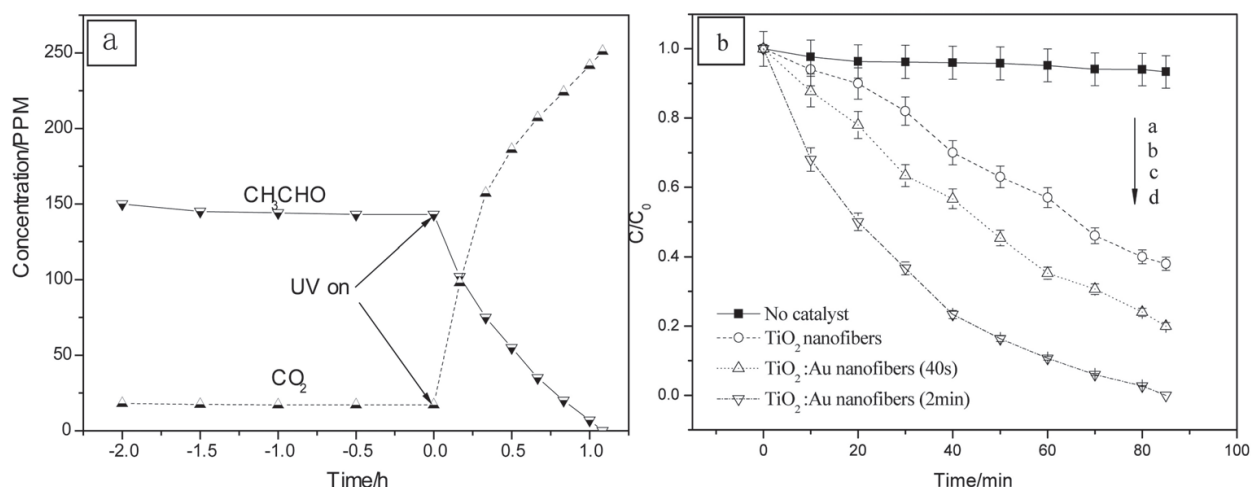 a
250
200
150
100
50
0
Concentration/PPM
CH3CHO
UV on
CO2
-2.0 -1.5 -1.0 -0.5 0.0 0.5 1.0
Time/h
b
1.0
0.8
0.6
0.4
0.2
0.0
C/C0
a
b
c
d
No catalyst
TiO2 nanofibers
TiO2:Au nanofibers (40s)
TiO2:Au nanofibers (2min)
0 20 40 60 80 100
Time/min